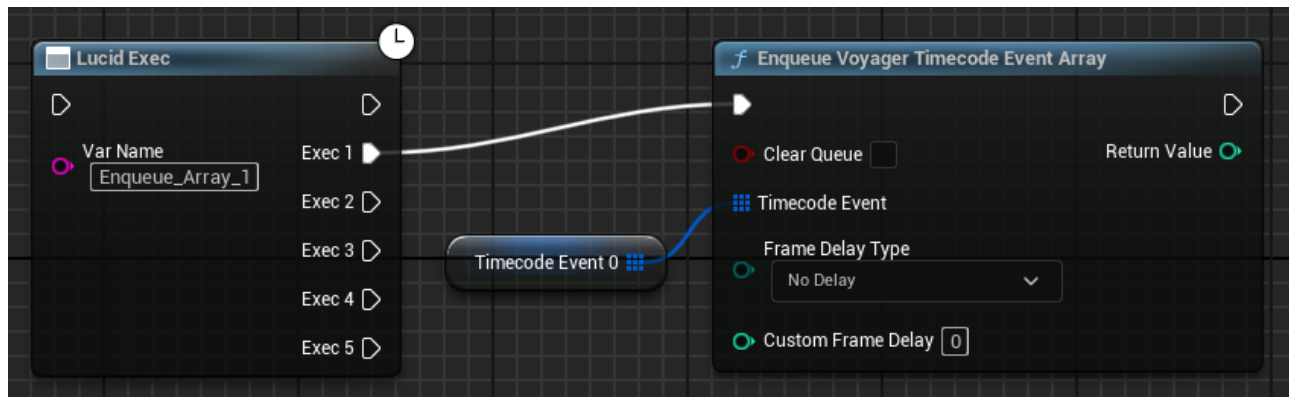 Lucid Exec
Var Name
Enqueue_Array_1
Exec 1
Exec 2
Exec 3
Exec 4
Exec 5
Timecode Event 0
f Enqueue Voyager Timecode Event Array
Clear Queue
Return Value
Timecode Event
Frame Delay Type
No Delay
Custom Frame Delay 0